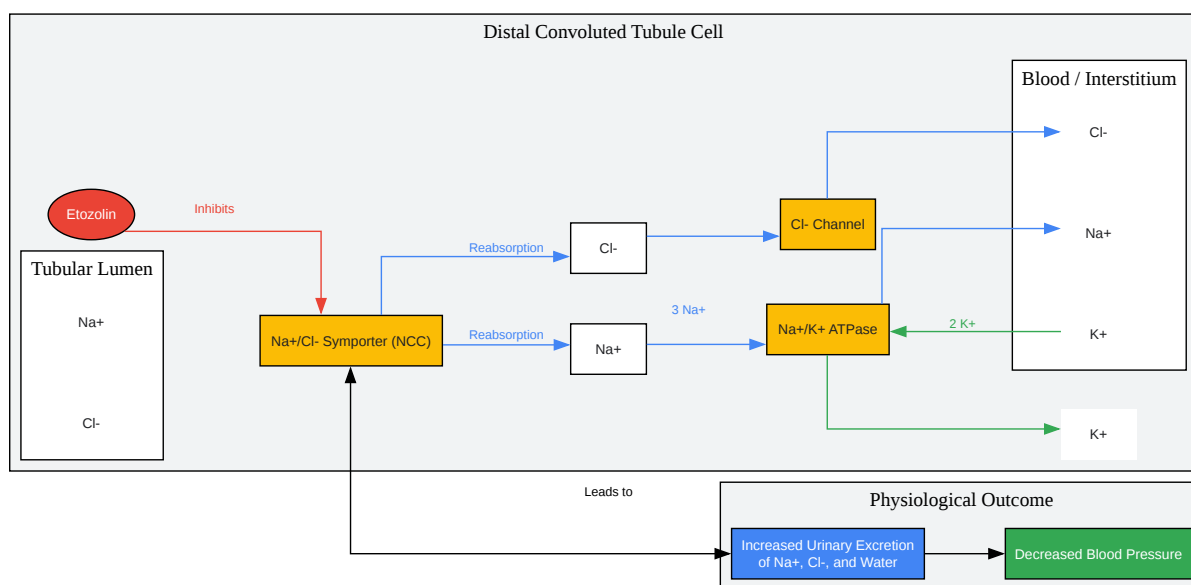 Distal Convoluted Tubule Cell
Blood / Interstitium
Cl-
Etozolin
Inhibits
Cl- Channel
Na+
Reabsorption
Cl-
Tubular Lumen
Na+
3 Na+
Na+/Cl- Symporter (NCC)
Reabsorption
Na+
Na+/K+ ATPase
2 K+
K+
Cl-
K+
Leads to
Physiological Outcome
Increased Urinary Excretion
of Na+, Cl-, and Water
Decreased Blood Pressure